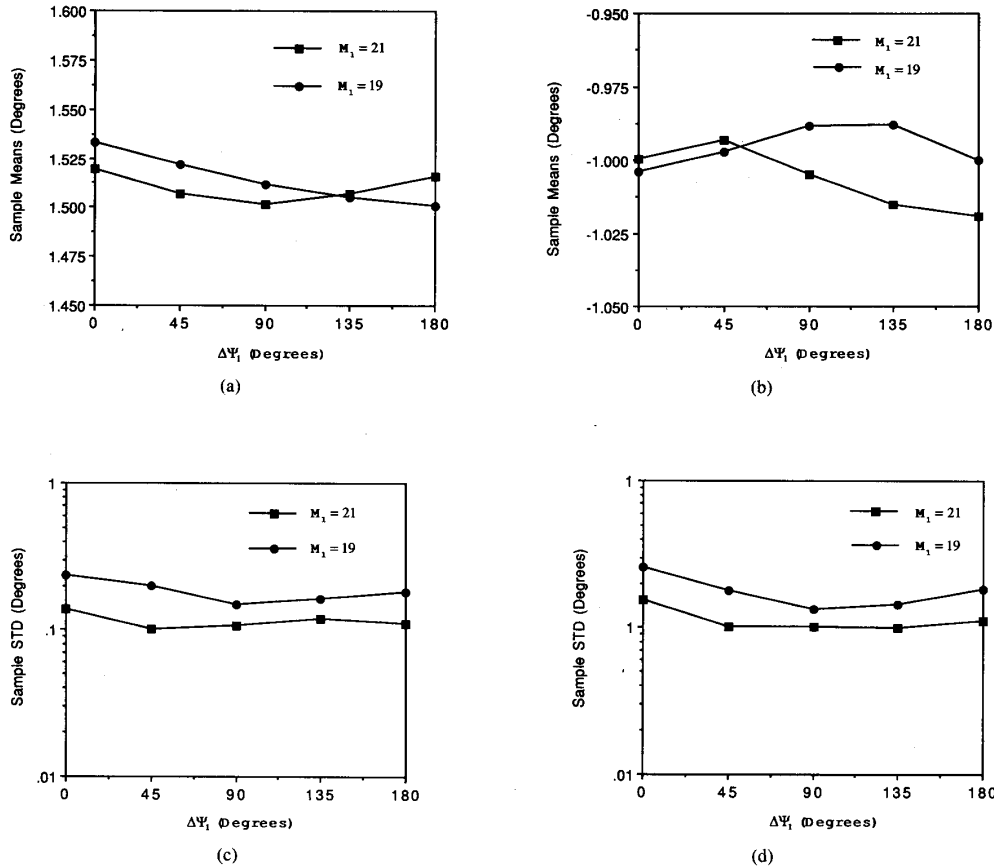 1.600
1.575
1.550
1.525
1.500
1.475
1.450
Sample Means (Degrees)
M₁ = 21
M₁ = 19
0 45 90 135 180
ΔΨ₁ (Degrees)
(a)
-0.950
-0.975
-1.000
-1.025
-1.050
Sample Means (Degrees)
M₁ = 21
M₁ = 19
0 45 90 135 180
ΔΨ₁ (Degrees)
(b)
1
.1
.01
Sample STD (Degrees)
M₁ = 21
M₁ = 19
0 45 90 135 180
ΔΨ₁ (Degrees)
(c)
1
1
.01
Sample STD (Degrees)
M₁ = 21
M₁ = 19
0 45 90 135 180
ΔΨ₁ (Degrees)
(d)